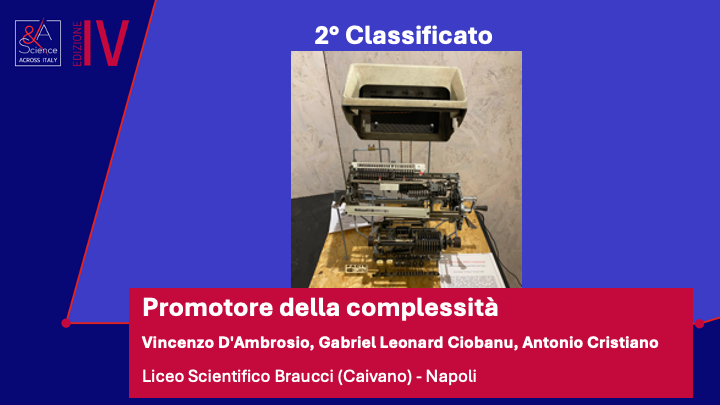 &A
Science
ACROSS ITALY
EDIZIONE
IV
2° Classificato
Promotore della complessità
Vincenzo D'Ambrosio, Gabriel Leonard Ciobanu, Antonio Cristiano
Liceo Scientifico Braucci (Caivano) - Napoli